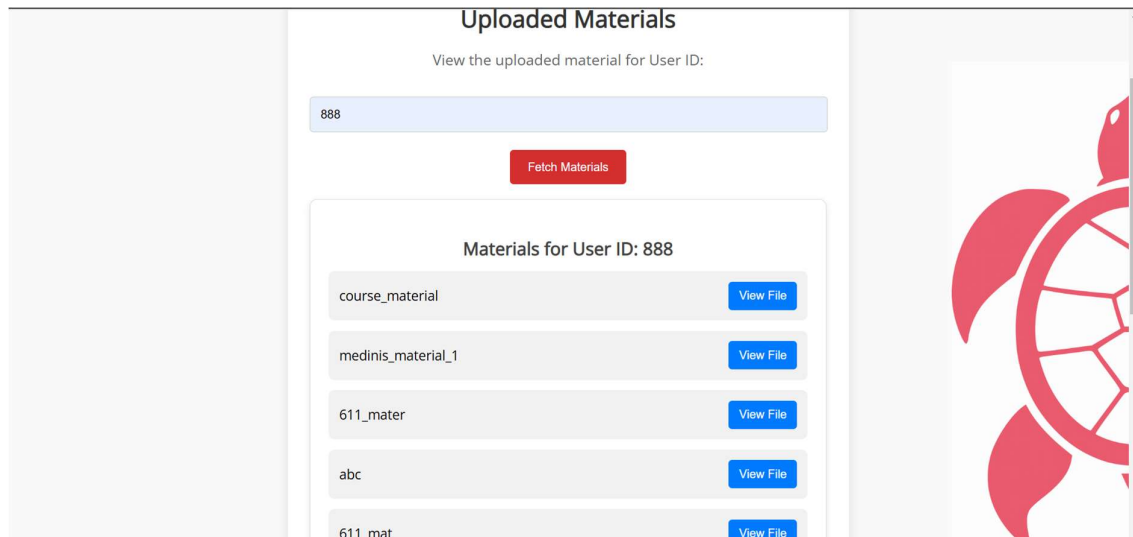 Uploaded Materials
View the uploaded material for User ID:
888
Fetch Materials
Materials for User ID: 888
course_material
View File
medinis_material_1
View File
611_mater
View File
abc
View File
611_mat
View File